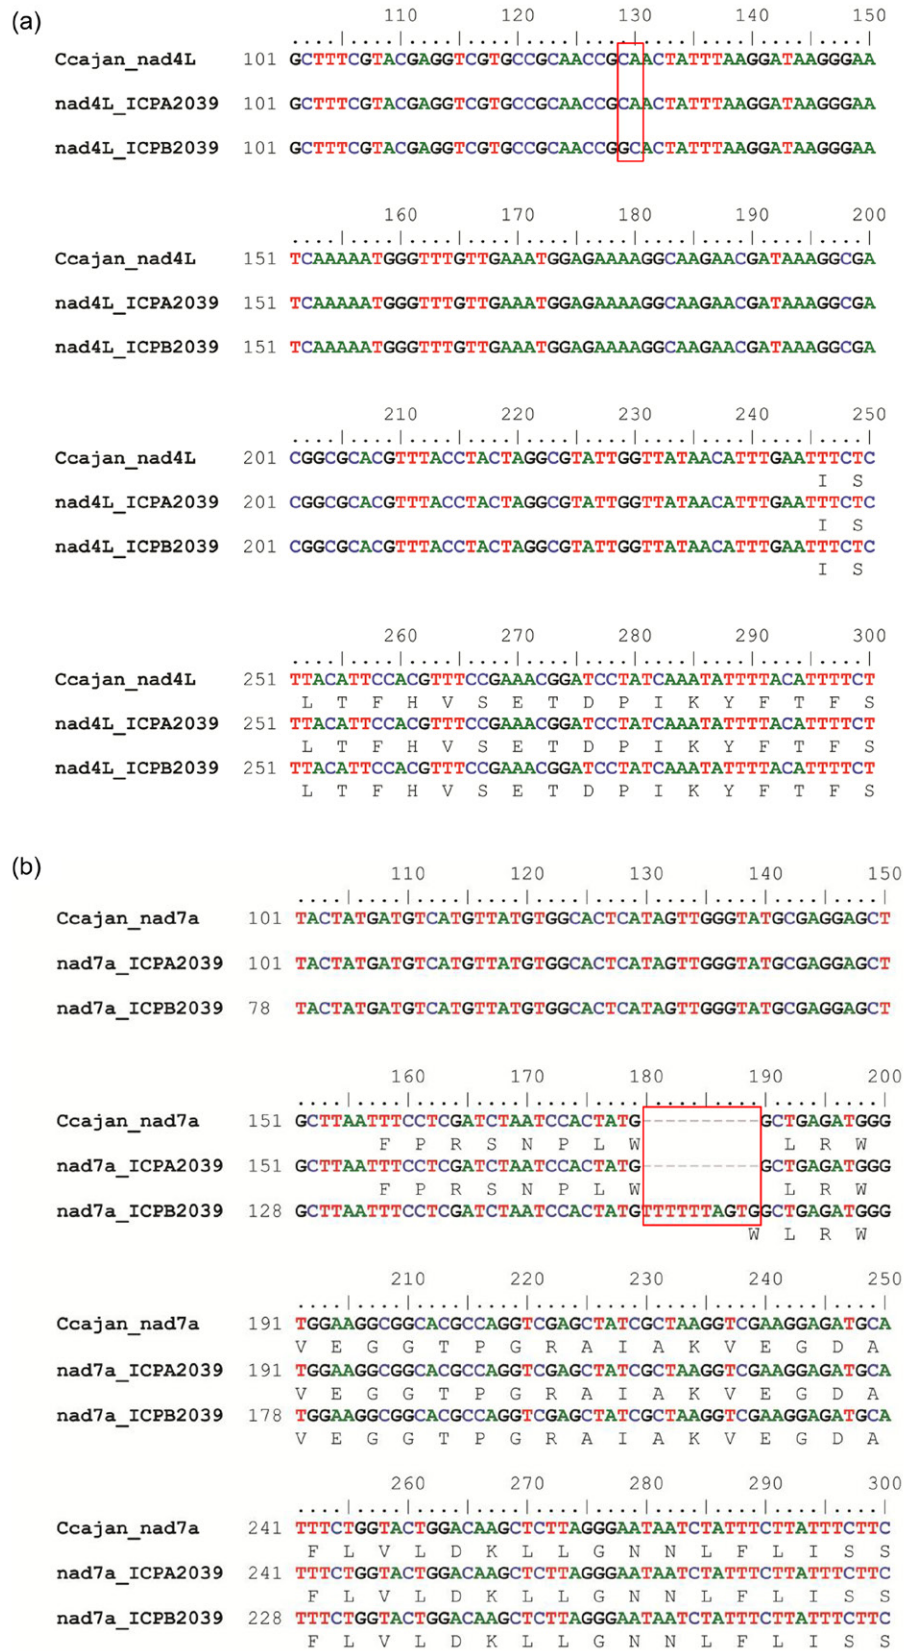 (a)
110 120 130 140 150
....|....|....|....|....|....|....|....|....|....|
Ccajan_nad4L 101 GCTTTCGTACGAGGTCGTGCCGCAACCGCAACTATTTAAGGATAAGGGAA
nad4L_ICPA2039 101 GCTTTCGTACGAGGTCGTGCCGCAACCGCAACTATTTAAGGATAAGGGAA
nad4L_ICPB2039 101 GCTTTCGTACGAGGTCGTGCCGCAACCGGCACTATTTAAGGATAAGGGAA
160 170 180 190 200
....|....|....|....|....|....|....|....|....|....|
Ccajan_nad4L 151 TCAAAAATGGGTTTGTTGAAATGGAGAAAAGGCAAGAACGATAAAGGCGA
nad4L_ICPA2039 151 TCAAAAATGGGTTTGTTGAAATGGAGAAAAGGCAAGAACGATAAAGGCGA
nad4L_ICPB2039 151 TCAAAAATGGGTTTGTTGAAATGGAGAAAAGGCAAGAACGATAAAGGCGA
210 220 230 240 250
....|....|....|....|....|....|....|....|....|....|
Ccajan_nad4L 201 CGGCGCACGTTTACCTACTAGGCGTATTGGTTATAACATTTGAATTTCTC
I S
nad4L_ICPA2039 201 CGGCGCACGTTTACCTACTAGGCGTATTGGTTATAACATTTGAATTTCTC
I S
nad4L_ICPB2039 201 CGGCGCACGTTTACCTACTAGGCGTATTGGTTATAACATTTGAATTTCTC
I S
260 270 280 290 300
....|....|....|....|....|....|....|....|....|....|
Ccajan_nad4L 251 TTACATTCCACGTTTCCGAAACGGATCCTATCAAATATTTTACATTTTCT
L T F H V S E T D P I K Y F T F S
nad4L_ICPA2039 251 TTACATTCCACGTTTCCGAAACGGATCCTATCAAATATTTTACATTTTCT
L T F H V S E T D P I K Y F T F S
nad4L_ICPB2039 251 TTACATTCCACGTTTCCGAAACGGATCCTATCAAATATTTTACATTTTCT
L T F H V S E T D P I K Y F T F S
(b)
110 120 130 140 150
....|....|....|....|....|....|....|....|....|....|
Ccajan_nad7a 101 TACTATGATGTCATGTTATGTGGCACTCATAGTTGGGTATGCGAGGAGCT
nad7a_ICPA2039 101 TACTATGATGTCATGTTATGTGGCACTCATAGTTGGGTATGCGAGGAGCT
nad7a_ICPB2039 78 TACTATGATGTCATGTTATGTGGCACTCATAGTTGGGTATGCGAGGAGCT
160 170 180 190 200
....|....|....|....|....|....|....|....|....|....|
Ccajan_nad7a 151 GCTTAATTTCCTCGATCTAATCCACTATG----------GCTGAGATGGG
F P R S N P L W L R W
nad7a_ICPA2039 151 GCTTAATTTCCTCGATCTAATCCACTATG----------GCTGAGATGGG
F P R S N P L W L R W
nad7a_ICPB2039 128 GCTTAATTTCCTCGATCTAATCCACTATGTTTTTTAGTGGCTGAGATGGG
W L R W
210 220 230 240 250
....|....|....|....|....|....|....|....|....|....|
Ccajan_nad7a 191 TGGAAGGCGGCACGCCAGGTCGAGCTATCGCTAAGGTCGAAGGAGATGCA
V E G G T P G R A I A K V E G D A
nad7a_ICPA2039 191 TGGAAGGCGGCACGCCAGGTCGAGCTATCGCTAAGGTCGAAGGAGATGCA
V E G G T P G R A I A K V E G D A
nad7a_ICPB2039 178 TGGAAGGCGGCACGCCAGGTCGAGCTATCGCTAAGGTCGAAGGAGATGCA
V E G G T P G R A I A K V E G D A
260 270 280 290 300
....|....|....|....|....|....|....|....|....|....|
Ccajan_nad7a 241 TTTCTGGTACTGGACAAGCTCTTAGGGAATAATCTATTTCTTATTTCTTC
F L V L D K L L G N N L F L I S S
nad7a_ICPA2039 241 TTTCTGGTACTGGACAAGCTCTTAGGGAATAATCTATTTCTTATTTCTTC
F L V L D K L L G N N L F L I S S
nad7a_ICPB2039 228 TTTCTGGTACTGGACAAGCTCTTAGGGAATAATCTATTTCTTATTTCTTC
F L V L D K L L G N N L F L I S S